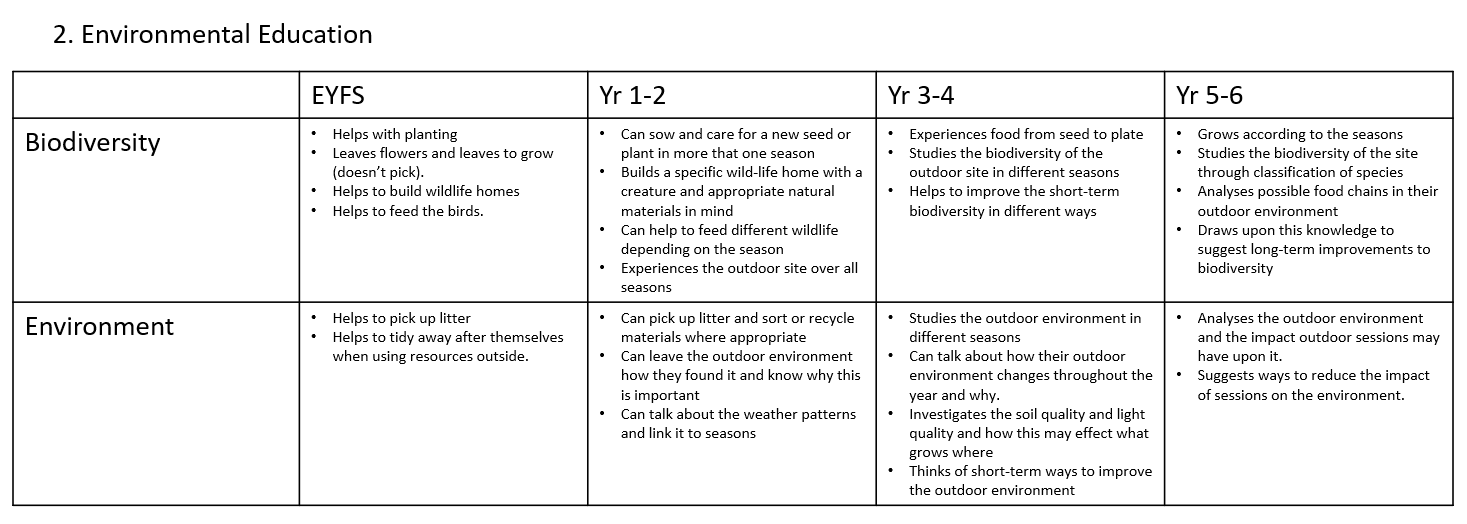 2. Environmental Education
EYFS
Yr 1-2
Yr 3-4
Yr 5-6
Biodiversity
• Helps with planting
• Leaves flowers and leaves to grow
(doesn't pick).
• Helps to build wildlife homes
• Helps to feed the birds.
• Can sow and care for a new seed or
plant in more that one season
• Builds a specific wild-life home with a
creature and appropriate natural
materials in mind
• Can help to feed different wildlife
depending on the season
• Experiences the outdoor site over all
seasons
• Experiences food from seed to plate
• Studies the biodiversity of the
outdoor site in different seasons
• Helps to improve the short-term
biodiversity in different ways
• Grows according to the seasons
• Studies the biodiversity of the site
through classification of species
• Analyses possible food chains in their
outdoor environment
• Draws upon this knowledge to
suggest long-term improvements to
biodiversity
Environment
• Helps to pick up litter
• Helps to tidy away after themselves
when using resources outside.
• Can pick up litter and sort or recycle
materials where appropriate
• Can leave the outdoor environment
how they found it and know why this
is important
• Can talk about the weather patterns
and link it to seasons
• Studies the outdoor environment in
different seasons
• Can talk about how their outdoor
environment changes throughout the
year and why.
• Investigates the soil quality and light
quality and how this may effect what
grows where
• Thinks of short-term ways to improve
the outdoor environment
• Analyses the outdoor environment
and the impact outdoor sessions may
have upon it.
• Suggests ways to reduce the impact
of sessions on the environment.